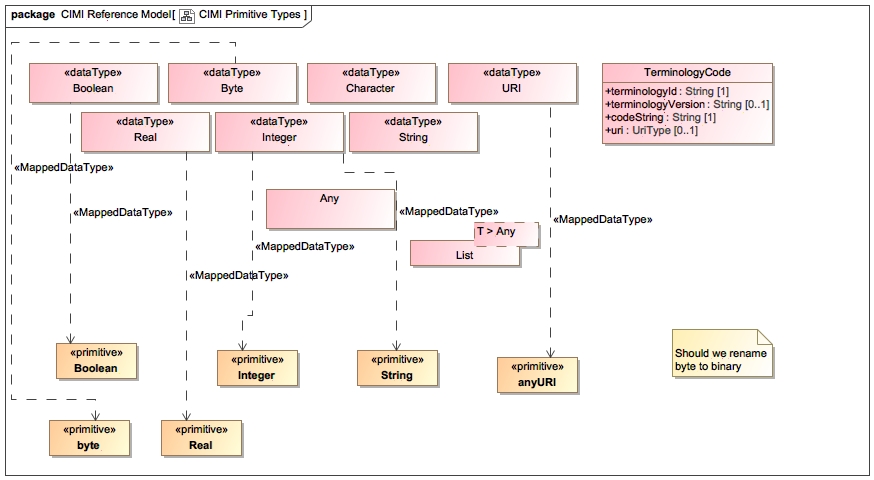 package CIMI Reference Model[ CIMI Primitive Types ]
«dataType»
Boolean
«dataType»
Byte
«dataType»
Character
«dataType»
URI
TerminologyCode
+terminologyId : String [1]
+terminologyVersion : String [0..1]
+codeString : String [1]
+uri : UriType [0..1]
«dataType»
Real
«dataType»
Integer
«dataType»
String
«MappedDataType»
Any
«MappedDataType»
«MappedDataType»
«MappedDataType»
T > Any
List
«MappedDataType»
«MappedDataType»
«primitive»
Boolean
«primitive»
Integer
«primitive»
String
«primitive»
anyURI
Should we rename
byte to binary
«primitive»
byte
«primitive»
Real